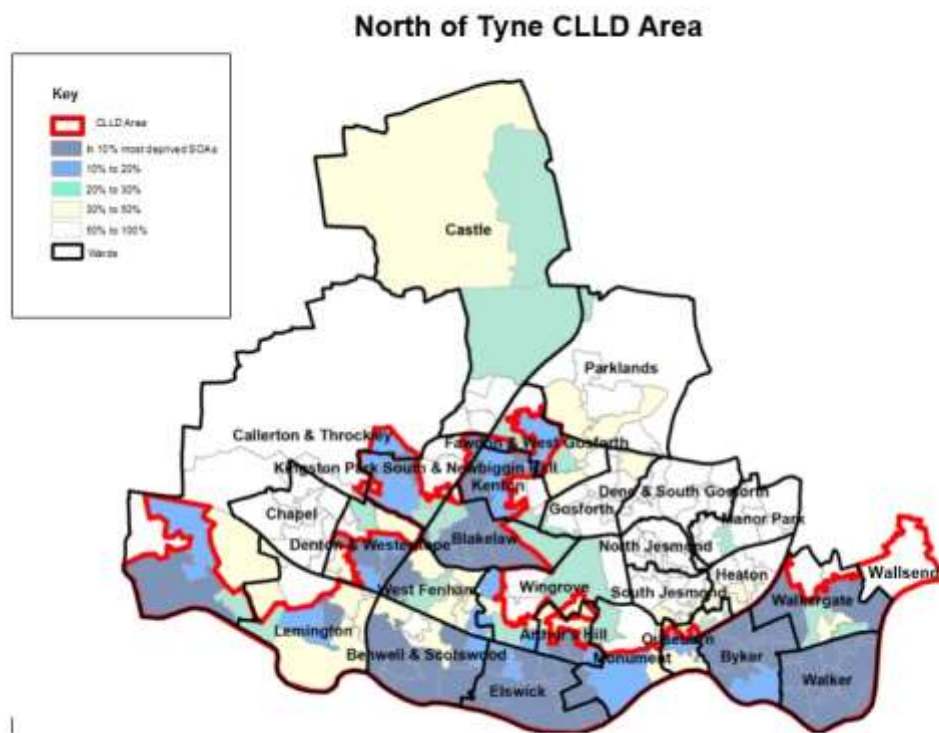 North of Tyne CLLD Area
Key
CLLD Area
In 10% most deprived SOAs
10% to 20%
20% to 30%
30% to 50%
50% to 100%
Wards
Castle
Parklands
Callerton & Throckley
Fawdon & West Gosforth
Kingston Park South & Newbiggin Hall
Kenton
Dene & South Gosforth
Chapel
Gosforth
Manor Park
Blakelaw
North Jesmond
Denton & Westerhope
Heaton
Wallsend
West Fenham
Wingrove
South Jesmond
Walkergate
Lemington
Arthur's Hill
Ouseburn
Benwell & Scotswood
Monument
Byker
Elswick
Walker